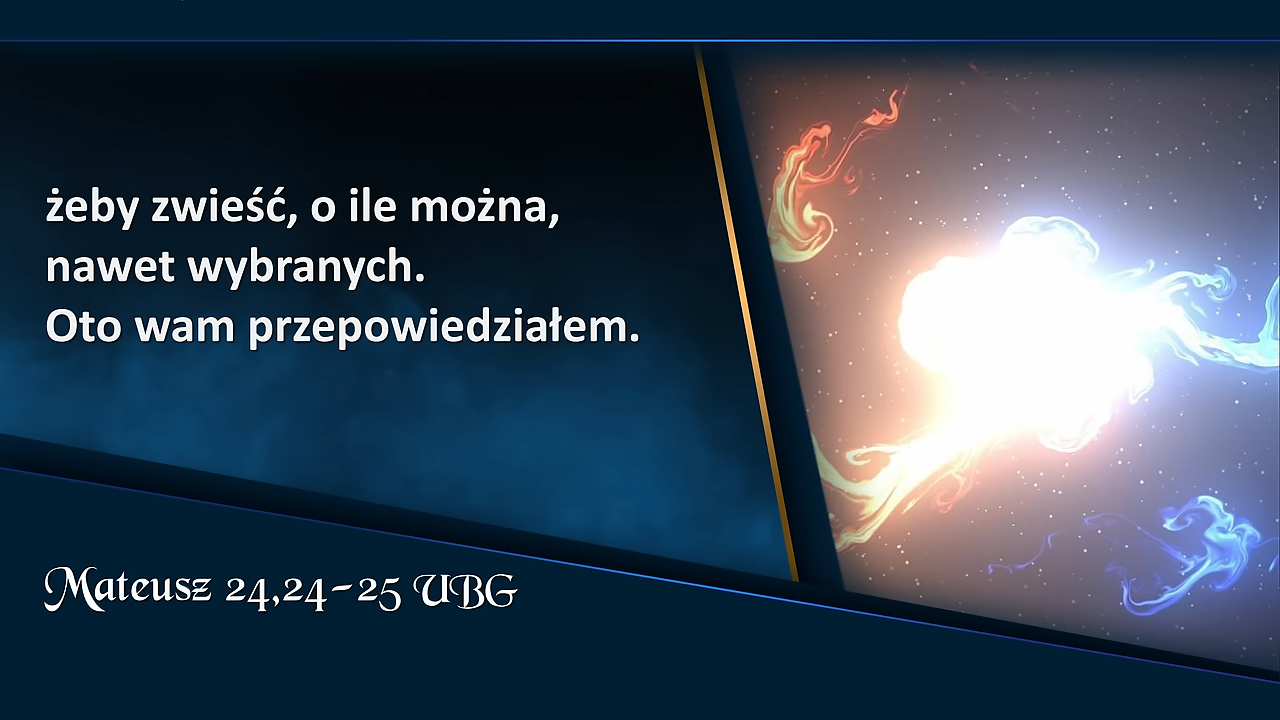 żeby zwieść, o ile można,
nawet wybranych.
Oto wam przepowiedziałem.
Mateusz 24,24-25 UBG